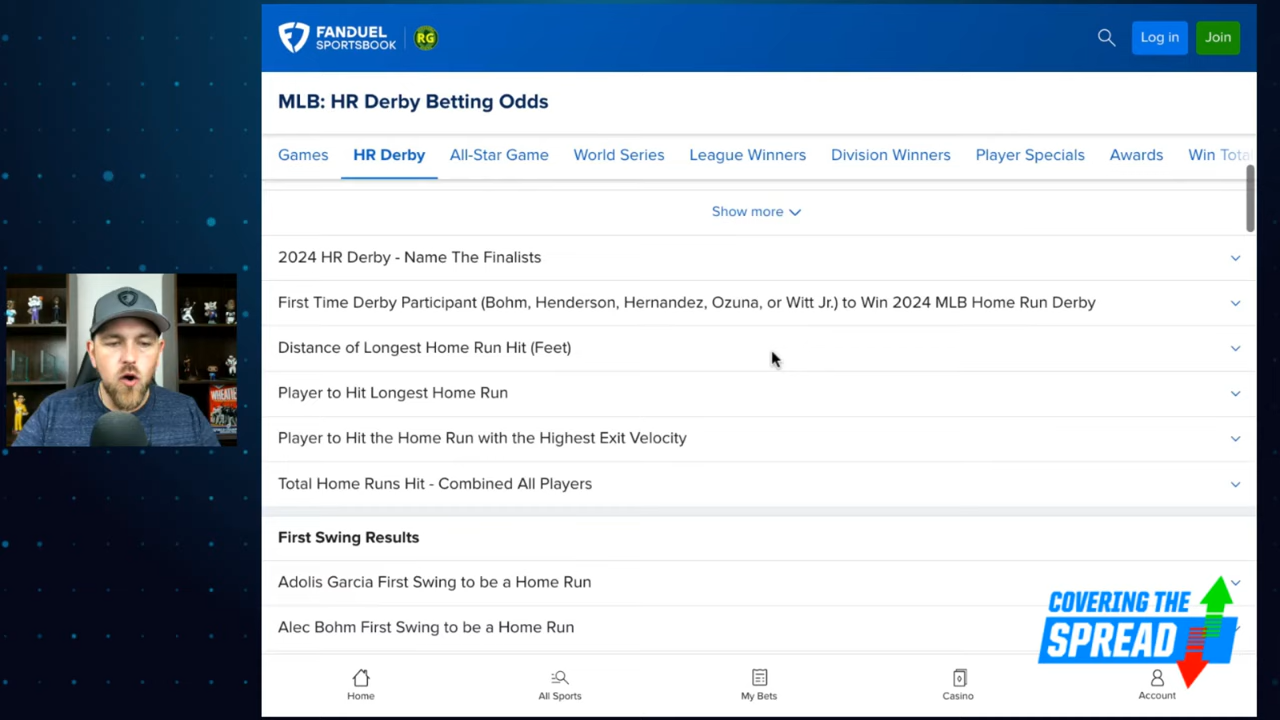 FANDUEL
SPORTSBOOK
RG
Log in
Join
MLB: HR Derby Betting Odds
Games
HR Derby
All-Star Game
World Series
League Winners
Division Winners
Player Specials
Awards
Win Tota
Show more
2024 HR Derby - Name The Finalists
First Time Derby Participant (Bohm, Henderson, Hernandez, Ozuna, or Witt Jr.) to Win 2024 MLB Home Run Derby
Distance of Longest Home Run Hit (Feet)
Player to Hit Longest Home Run
Player to Hit the Home Run with the Highest Exit Velocity
Total Home Runs Hit - Combined All Players
First Swing Results
Adolis Garcia First Swing to be a Home Run
Alec Bohm First Swing to be a Home Run
COVERING THE
SPREAD
Home
All Sports
My Bets
Casino
Account
WHEATIES